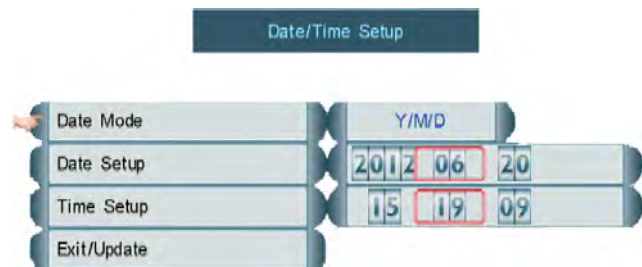 Date/Time Setup
Date Mode Y/M/D
Date Setup 2012 06 20
Time Setup 15 19 09
Exit/Update